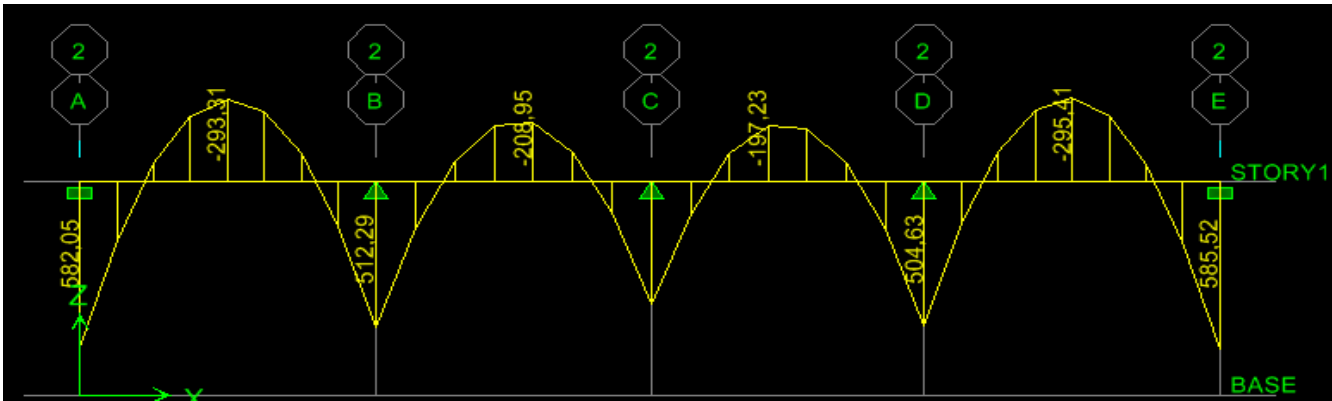 2 2 2 2 2
A B C D E
-293,31 -208,95 -197,23 -295,41
STORY1
582,05 512,29 504,63 585,52
Z
Y
BASE